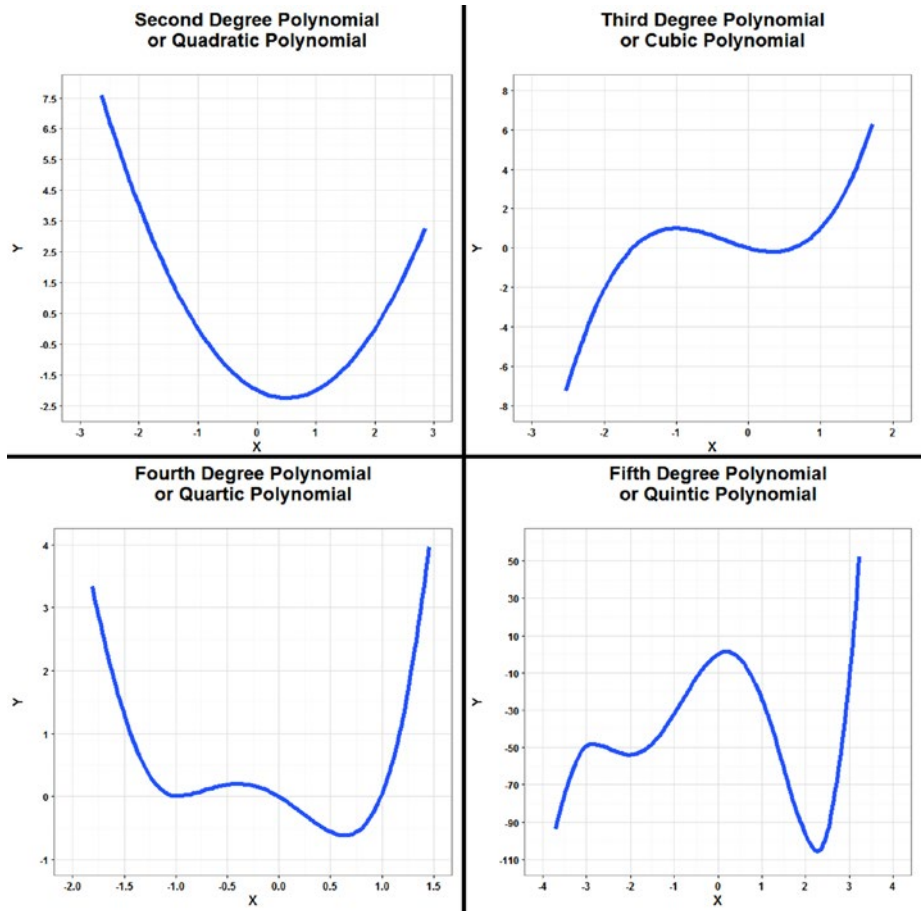 Second Degree Polynomial
or Quadratic Polynomial
7.5
6.5
5.5
4.5
3.5
2.5
1.5
0.5
-0.5
-1.5
-2.5
Y
-3 -2 -1 0 1 2 3
X
Third Degree Polynomial
or Cubic Polynomial
8
6
4
2
0
-2
-4
-6
-8
Y
-3 -2 -1 0 1 2
X
Fourth Degree Polynomial
or Quartic Polynomial
4
3
2
1
0
-1
Y
-2.0 -1.5 -1.0 -0.5 0.0 0.5 1.0 1.5
X
Fifth Degree Polynomial
or Quintic Polynomial
50
30
10
-10
-30
-50
-70
-90
-110
Y
-4 -3 -2 -1 0 1 2 3 4
X